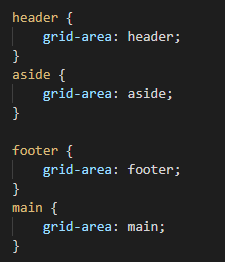 header {
    grid-area: header;
}
aside {
    grid-area: aside;
}

footer {
    grid-area: footer;
}
main {
    grid-area: main;
}